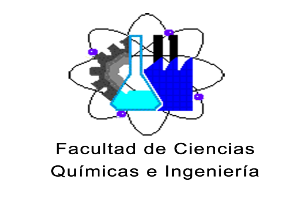 Facultad de Ciencias
Químicas e Ingeniería